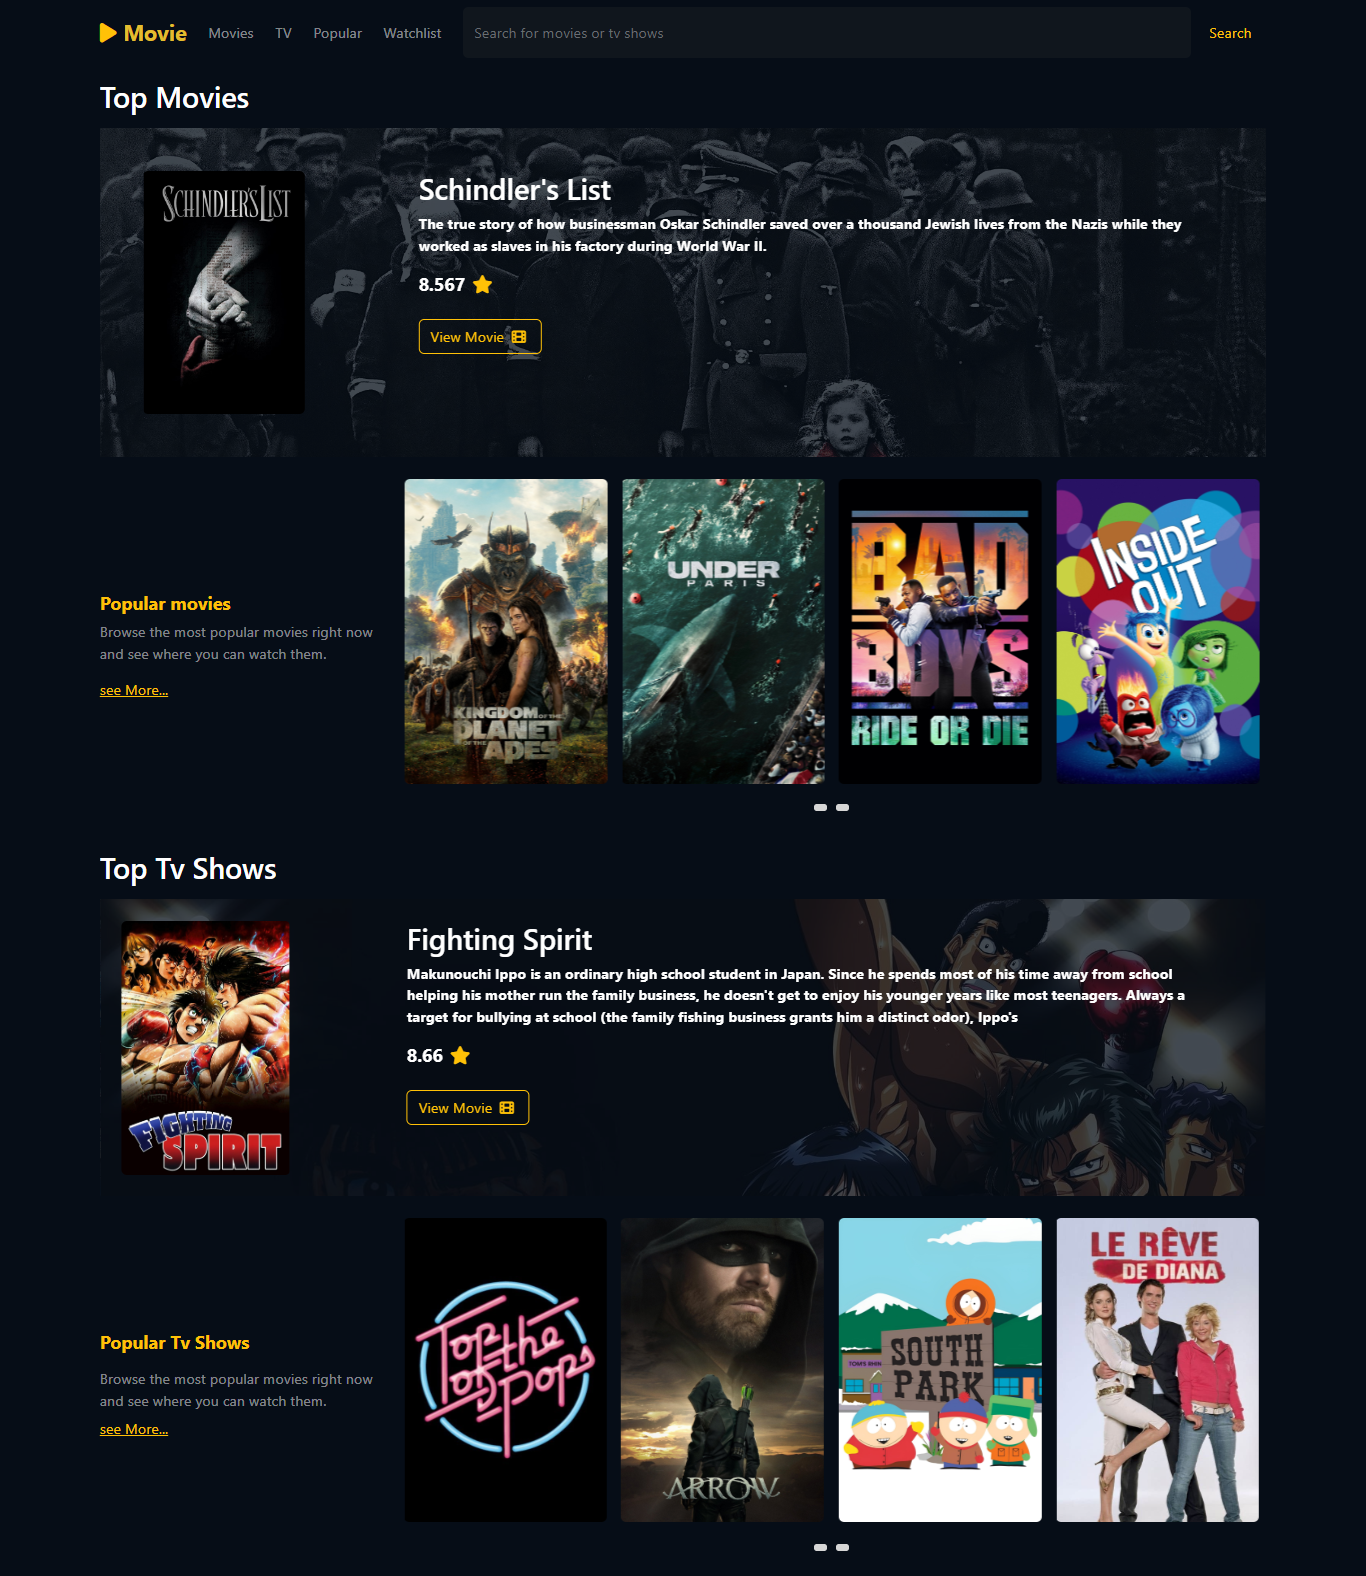 Movie
Movies
TV
Popular
Watchlist
Search for movies or tv shows
Search
Top Movies
SCHINDLER'S LIST
Schindler's List
The true story of how businessman Oskar Schindler saved over a thousand Jewish lives from the Nazis while they
worked as slaves in his factory during World War II.
8.567
View Movie
Popular movies
Browse the most popular movies right now
and see where you can watch them.
see More...
KINGDOM OF THE
PLANET
OF THE APES
UNDER
PARIS
BAD
BOYS
RIDE OR DIE
INSIDE
OUT
Top Tv Shows
FIGHTING
SPIRIT
Fighting Spirit
Makunouchi Ippo is an ordinary high school student in Japan. Since he spends most of his time away from school
helping his mother run the family business, he doesn't get to enjoy his younger years like most teenagers. Always a
target for bullying at school (the family fishing business grants him a distinct odor), Ippo's
8.66
View Movie
Popular Tv Shows
Browse the most popular movies right now
and see where you can watch them.
see More...
Top
of the
Pops
ARROW
SOUTH
PARK
LE RÊVE
DE DIANA